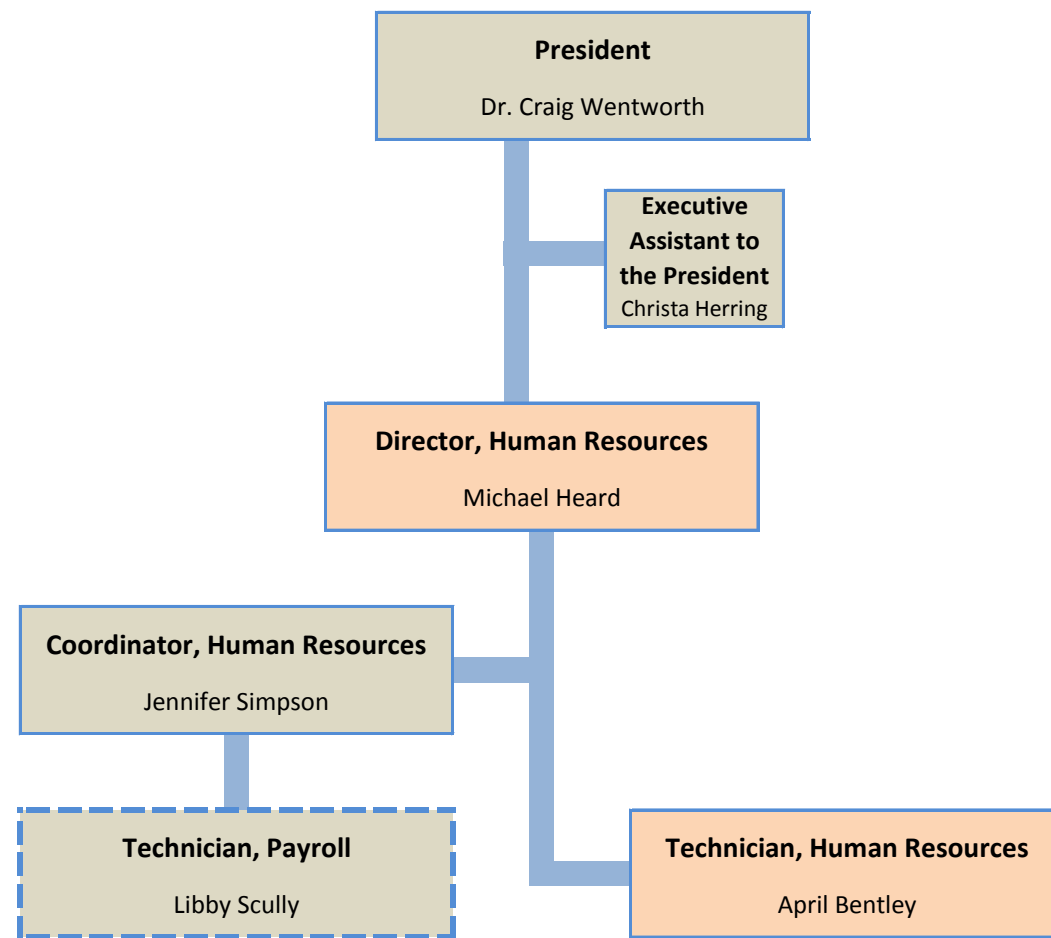 President
Dr. Craig Wentworth
Executive
Assistant to
the President
Christa Herring
Director, Human Resources
Michael Heard
Coordinator, Human Resources
Jennifer Simpson
Technician, Payroll
Libby Scully
Technician, Human Resources
April Bentley